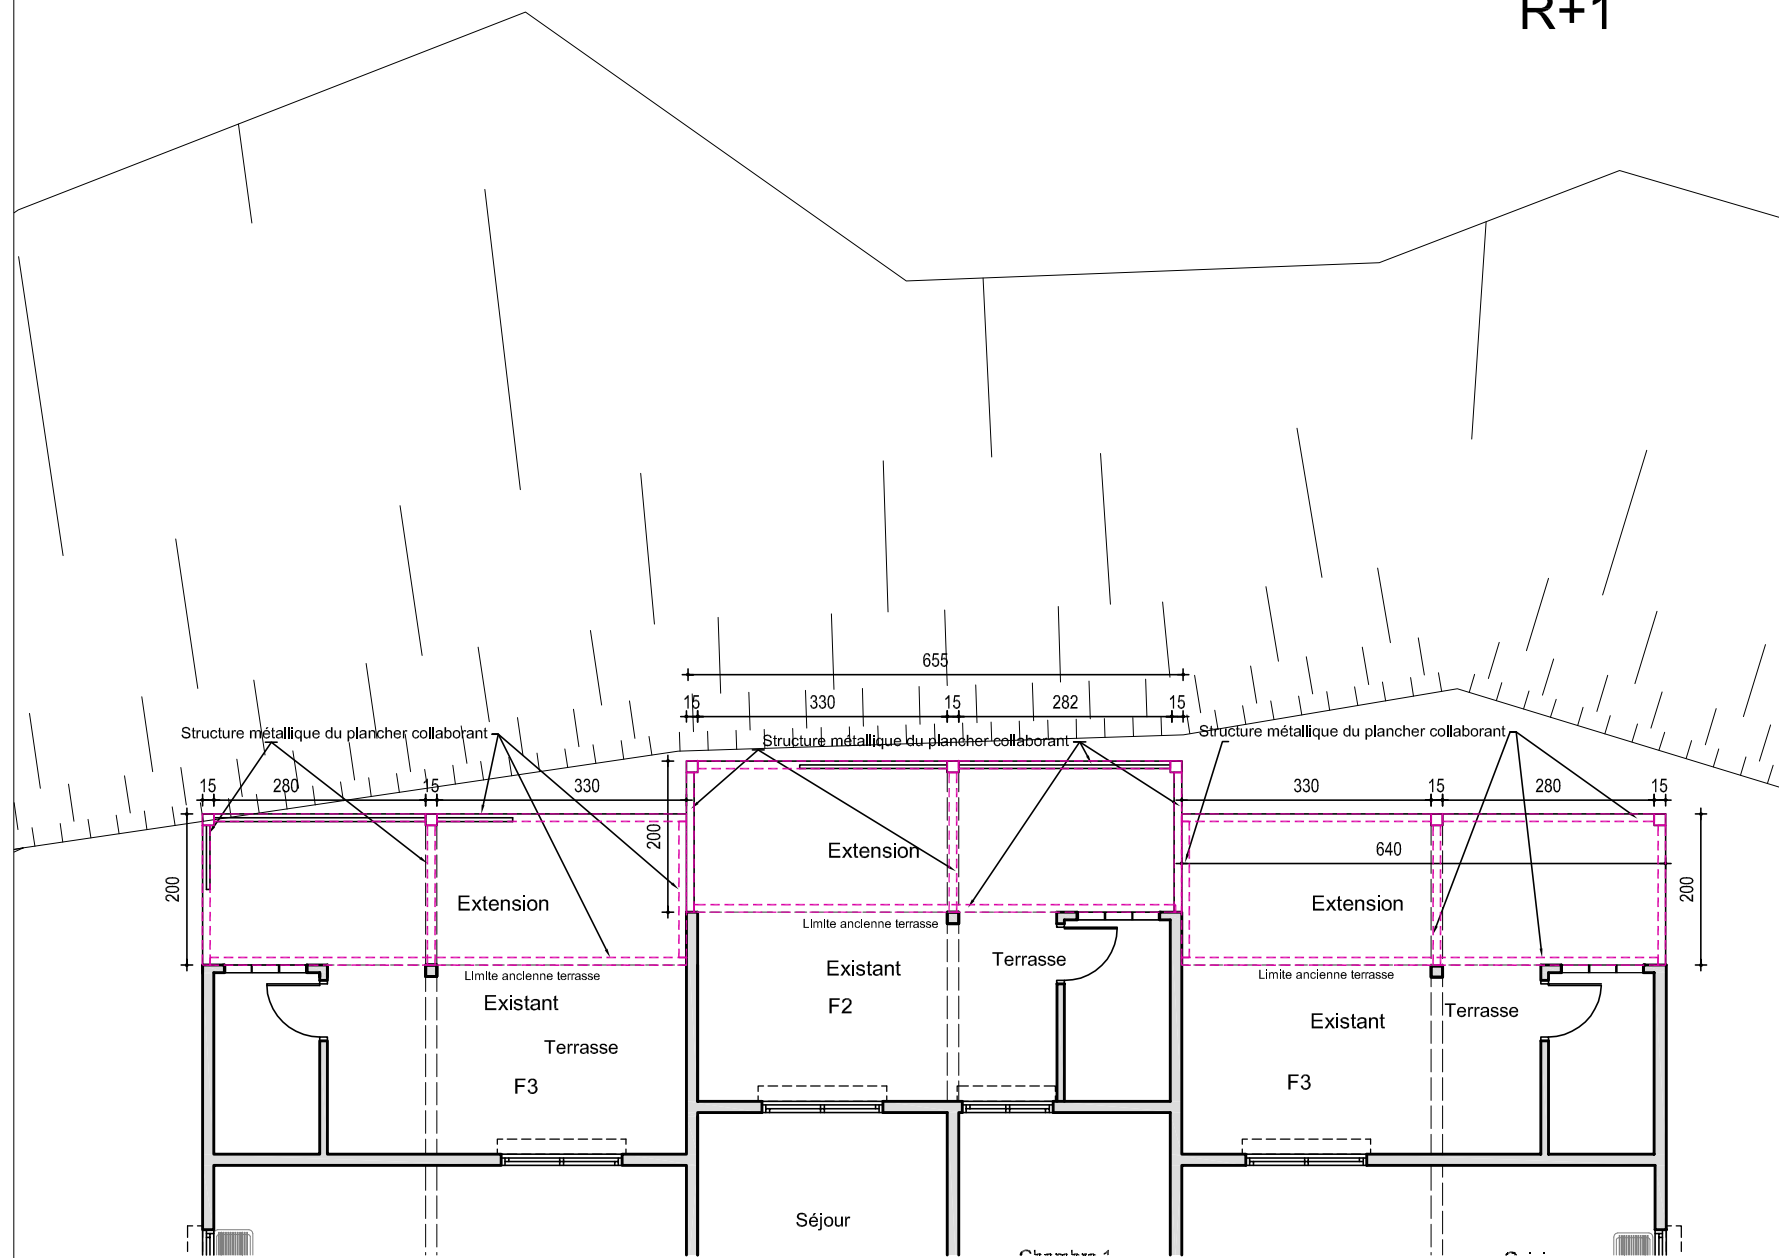 R+1
655
15 330 15 282 15
Structure métallique du plancher collaborant
Structure métallique du plancher collaborant
Structure métallique du plancher collaborant
15 280 15 330
330 15 280 15
200
200
640
200
Extension
Extension
Extension
LImite ancienne terrasse
LImite ancienne terrasse
Limite ancienne terrasse
Existant
Terrasse
F2
Existant
Terrasse
F3
Existant
Terrasse
F3
Séjour
Chambre 1